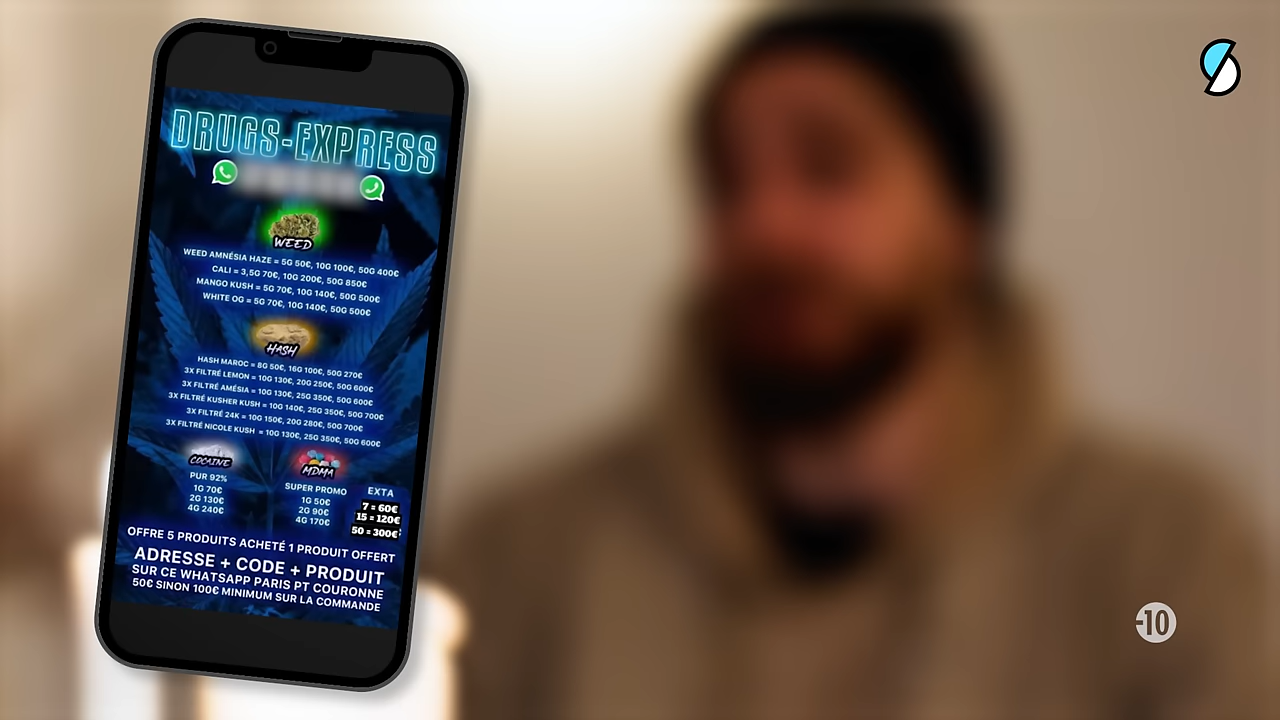 DRUGS-EXPRESS
WEED
WEED AMNÉSIA HAZE = 5G 50€, 10G 100€, 50G 400€
CALI = 3,5G 70€, 10G 200€, 50G 850€
MANGO KUSH = 5G 70€, 10G 140€, 50G 500€
WHITE OG = 5G 70€, 10G 140€, 50G 500€
HASH
HASH MAROC = 8G 50€, 16G 100€, 50G 270€
3X FILTRÉ LEMON = 10G 130€, 20G 250€, 50G 600€
3X FILTRÉ AMÉSIA = 10G 130€, 25G 350€, 50G 600€
3X FILTRÉ KUSHER KUSH = 10G 140€, 25G 350€, 50G 700€
3X FILTRÉ 24K = 10G 150€, 20G 280€, 50G 700€
3X FILTRÉ NICOLE KUSH = 10G 130€, 25G 350€, 50G 600€
COCAINE
PUR 92%
1G 70€
2G 130€
4G 240€
MDMA
SUPER PROMO
1G 50€
2G 90€
4G 170€
EXTA
7 = 60€
15 = 120€
50 = 300€
OFFRE 5 PRODUITS ACHETÉ 1 PRODUIT OFFERT
ADRESSE + CODE + PRODUIT
SUR CE WHATSAPP PARIS PT COURONNE
50€ SINON 100€ MINIMUM SUR LA COMMANDE
-10